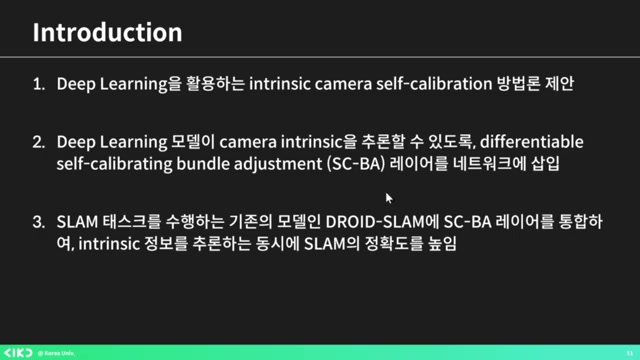 Introduction
1. Deep Learning을 활용하는 intrinsic camera self-calibration 방법론 제안
2. Deep Learning 모델이 camera intrinsic을 추론할 수 있도록, differentiable
self-calibrating bundle adjustment (SC-BA) 레이어를 네트워크에 삽입
3. SLAM 태스크를 수행하는 기존의 모델인 DROID-SLAM에 SC-BA 레이어를 통합하
여, intrinsic 정보를 추론하는 동시에 SLAM의 정확도를 높임
@ Korea Univ.
11